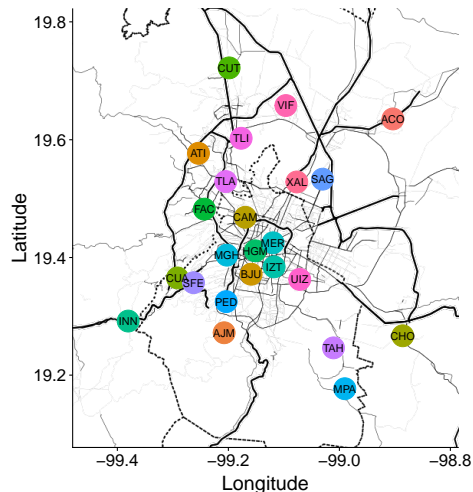 19.8
CUT
VIF
ACO
19.6
TLI
ATI
TLA
XAL
SAG
FAC
CAM
19.4
MGH
HGM
MER
IZT
CUA
SFE
BJU
UIZ
PED
INN
AJM
CHO
TAH
19.2
MPA
Latitude
−99.4
−99.2
−99.0
−98.8
Longitude